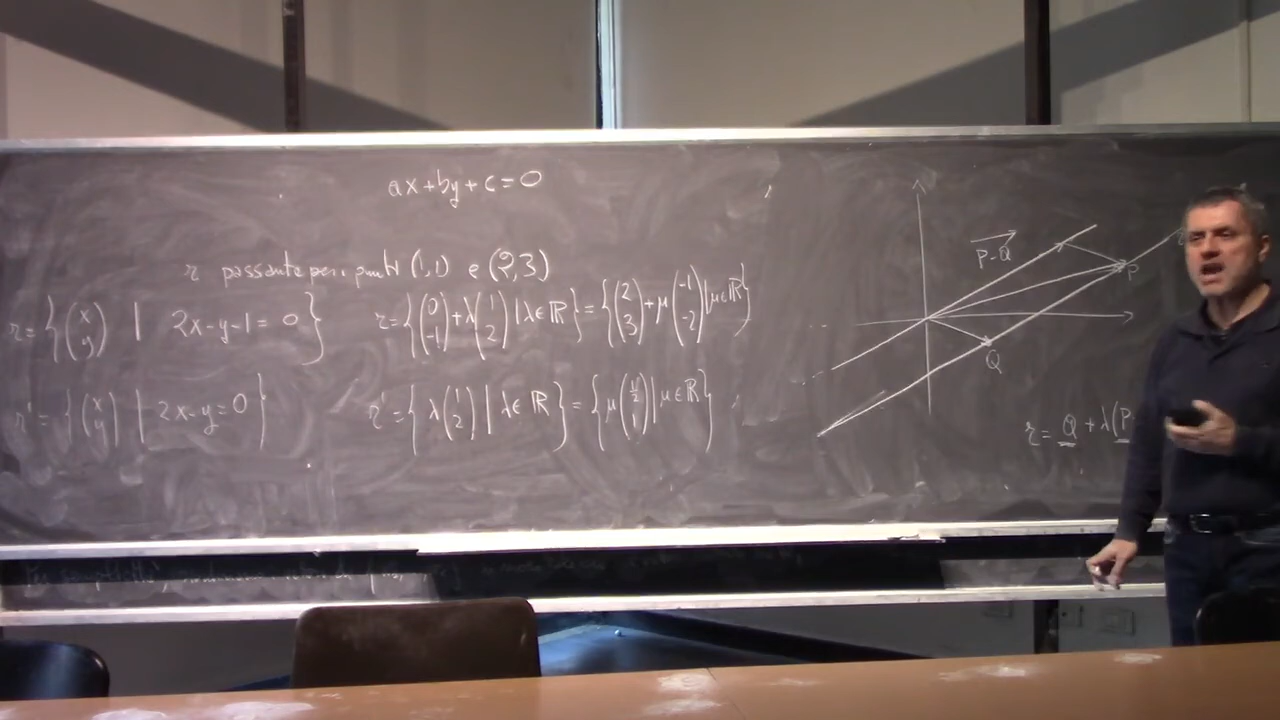 ax+by+c=0
r passante per i punti (1,1) e (2,3)
r={(x y) | 2x-y-1=0} r={(0 -1)+λ(1 2)|λ∈ℝ}={(2 3)+μ(-1 -2)|μ∈ℝ}
r'={(x y) | 2x-y=0} r'={λ(1 2)|λ∈ℝ}={μ(1/2 1)|μ∈ℝ}
P-Q
P
Q
r=Q+λ(P